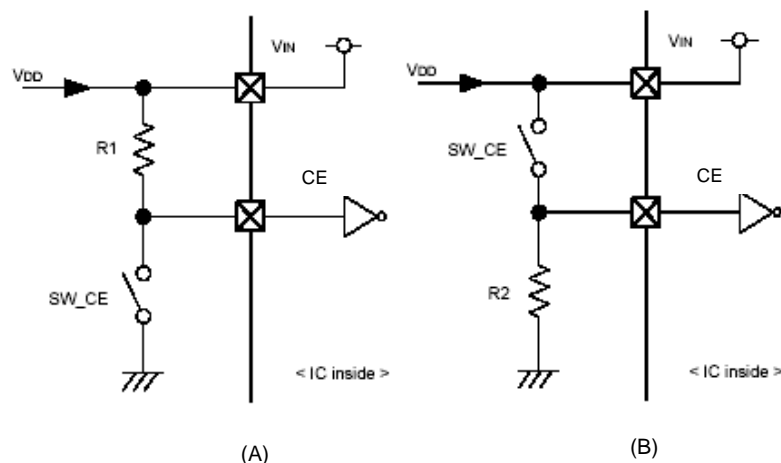 VIN
VDD
R1
CE
SW_CE
< IC inside >
(A)
VIN
VDD
SW_CE
CE
R2
< IC inside >
(B)